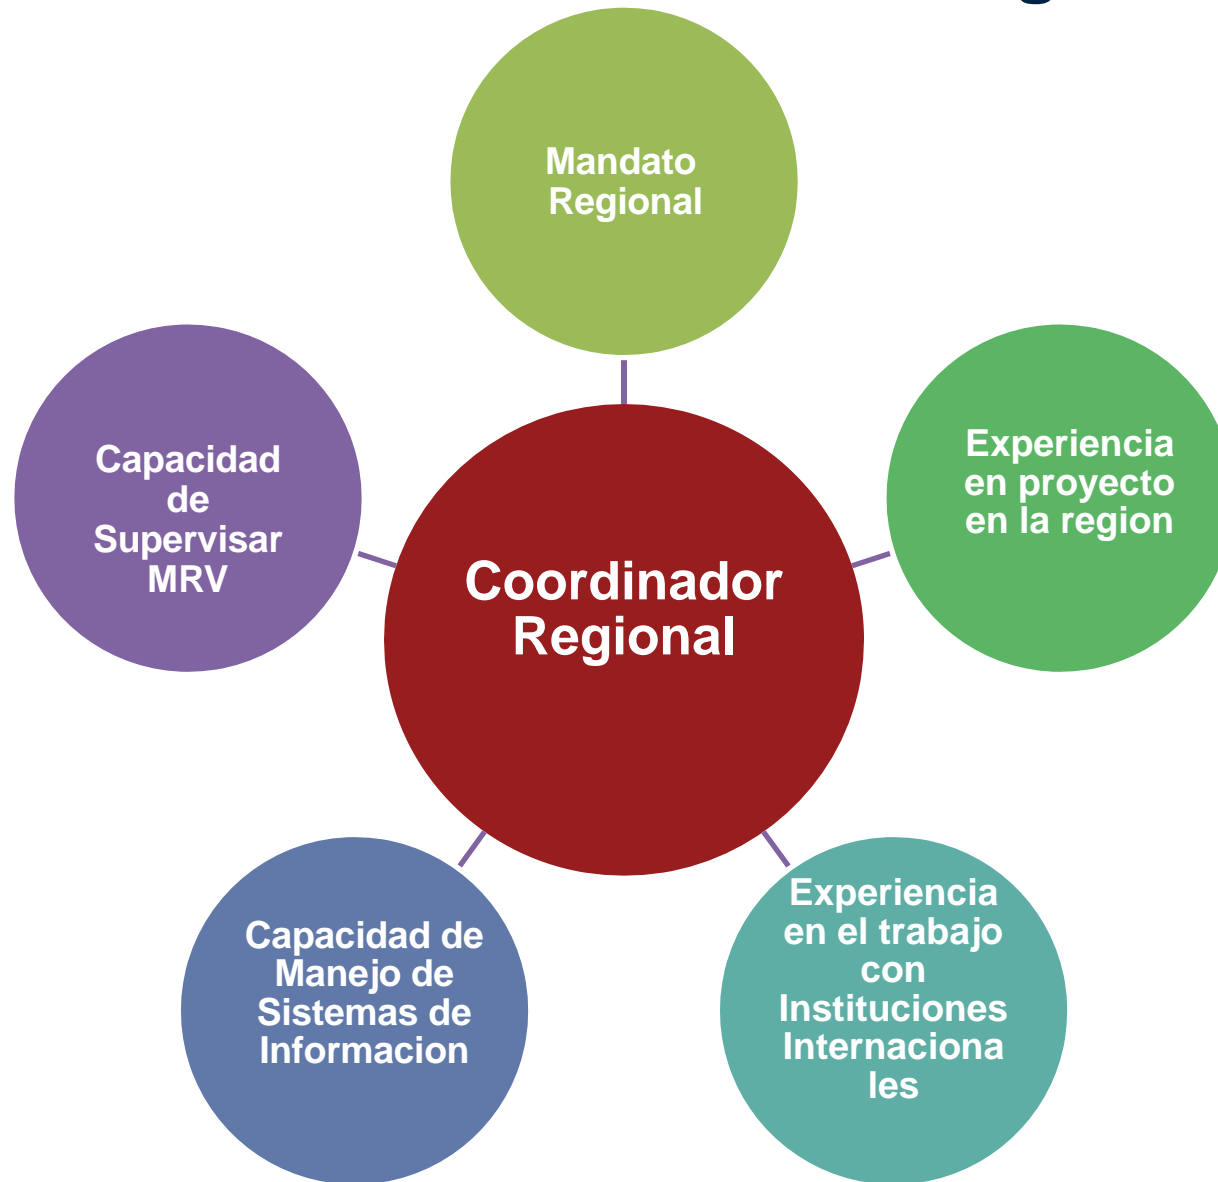 Mandato
Regional
Experiencia
en proyecto
en la region
Capacidad
de
Supervisar
MRV
Coordinador
Regional
Experiencia
en el trabajo
con
Instituciones
Internaciona
les
Capacidad de
Manejo de
Sistemas de
Informacion